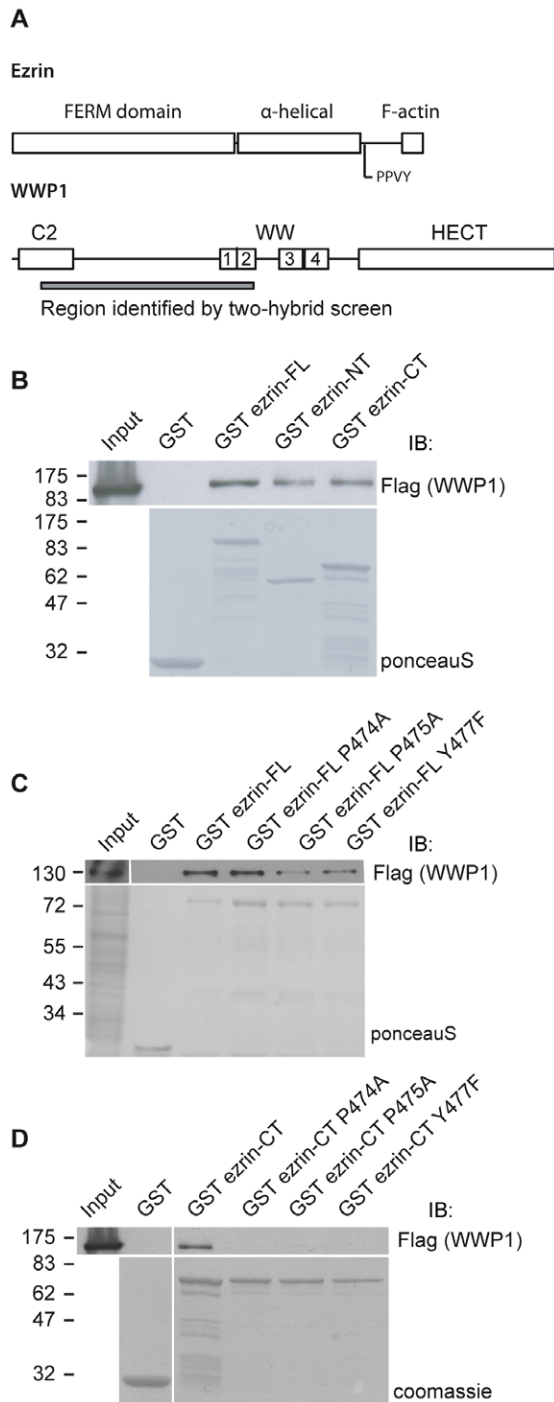 A
Ezrin
FERM domain α-helical F-actin
PPVY
WWP1
C2 WW HECT
1 2 3 4
Region identified by two-hybrid screen
B
Input GST GST ezrin-FL GST ezrin-NT GST ezrin-CT IB:
175 –
83 –
Flag (WWP1)
175 –
83 –
62 –
47 –
32 –
ponceauS
C
Input GST GST ezrin-FL GST ezrin-FL P474A GST ezrin-FL P475A GST ezrin-FL Y477F IB:
130 – Flag (WWP1)
72 –
55 –
43 –
34 –
ponceauS
D
Input GST GST ezrin-CT GST ezrin-CT P474A GST ezrin-CT P475A GST ezrin-CT Y477F IB:
175 – Flag (WWP1)
83 –
62 –
47 –
32 –
coomassie